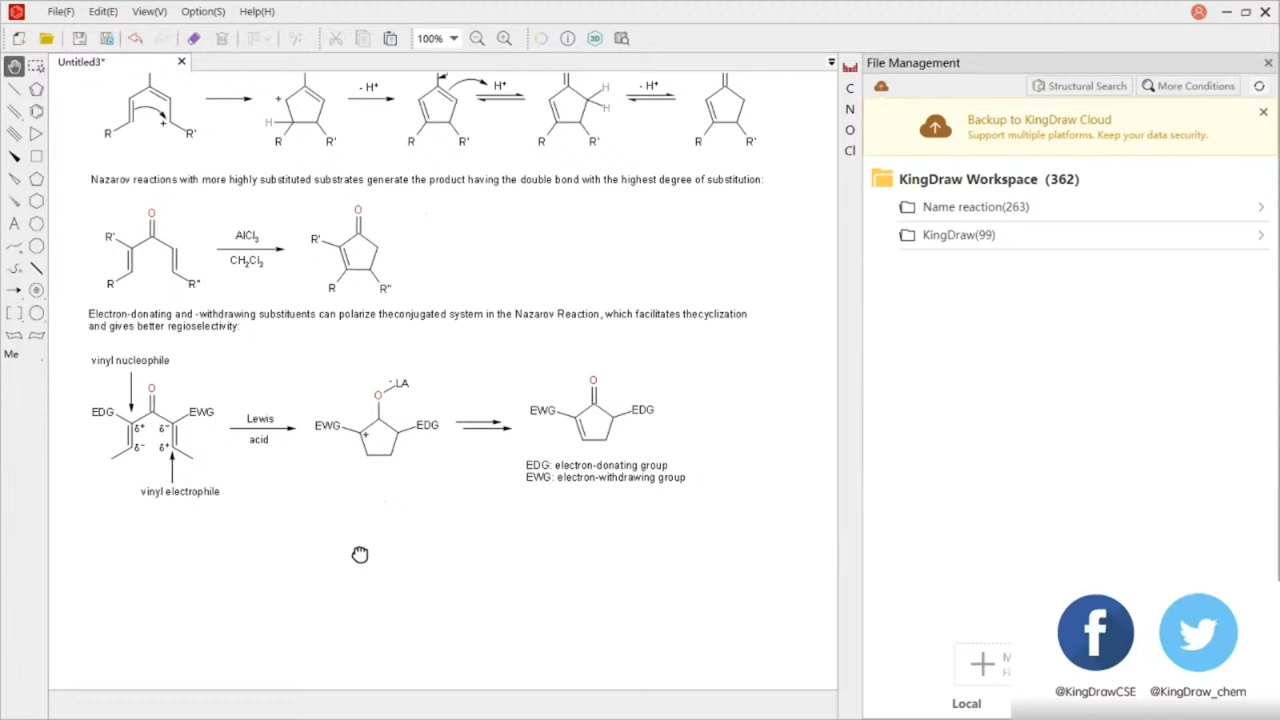 File(F) Edit(E) View(V) Option(S) Help(H)
100%
Untitled3*
File Management
Structural Search More Conditions
Backup to KingDraw Cloud
Support multiple platforms. Keep your data security.
KingDraw Workspace (362)
Name reaction(263)
KingDraw(99)
C
N
O
Cl
A
Me
R + R'
+ H R R'
- H⁺
R R'
H⁺
H H R R'
- H⁺
R R'
Nazarov reactions with more highly substituted substrates generate the product having the double bond with the highest degree of substitution:
O R' R R"
AlCl₃
CH₂Cl₂
O R' R R"
Electron-donating and -withdrawing substituents can polarize theconjugated system in the Nazarov Reaction, which facilitates thecyclization
and gives better regioselectivity:
vinyl nucleophile
O
EDG EWG
δ⁺ δ⁻
δ⁻ δ⁺
vinyl electrophile
Lewis
acid
⁻LA
O
EWG + EDG
O
EWG EDG
EDG: electron-donating group
EWG: electron-withdrawing group
Local
@KingDrawCSE @KingDraw_chem